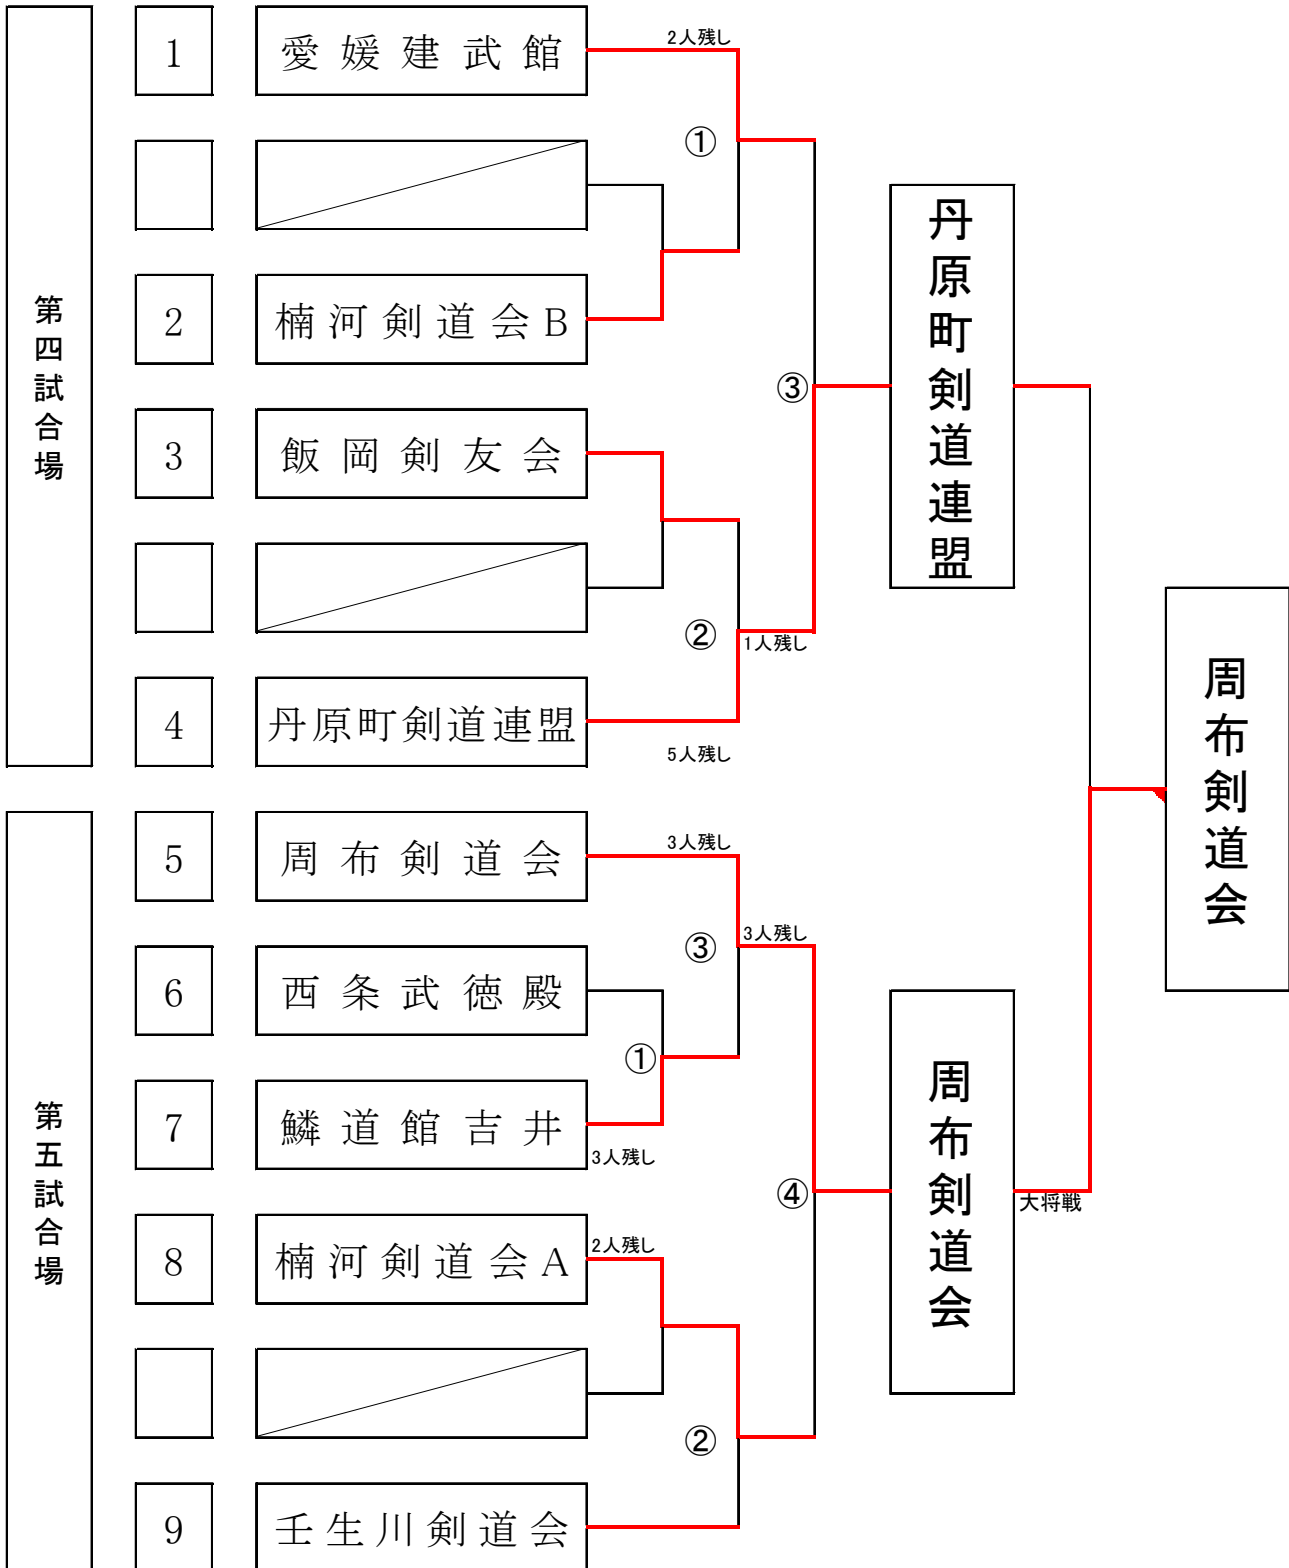 第四試合場
1
愛媛建武館
2人残し
①
2
楠河剣道会B
3
飯岡剣友会
③
丹原町剣道連盟
②
1人残し
4
丹原町剣道連盟
5人残し
周布剣道会
第五試合場
5
周布剣道会
3人残し
③
3人残し
6
西条武徳殿
①
7
鱗道館吉井
3人残し
④
周布剣道会
大将戦
8
楠河剣道会A
2人残し
②
9
壬生川剣道会